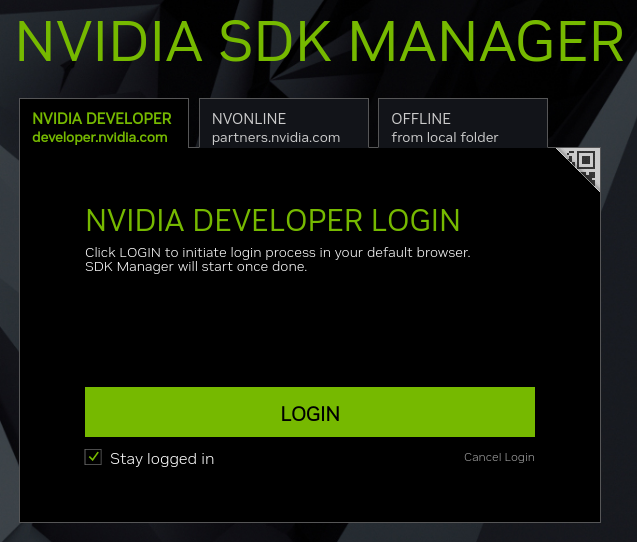 NVIDIA SDK MANAGER
NVIDIA DEVELOPER
developer.nvidia.com
NVONLINE
partners.nvidia.com
OFFLINE
from local folder
NVIDIA DEVELOPER LOGIN
Click LOGIN to initiate login process in your default browser.
SDK Manager will start once done.
LOGIN
Stay logged in
Cancel Login